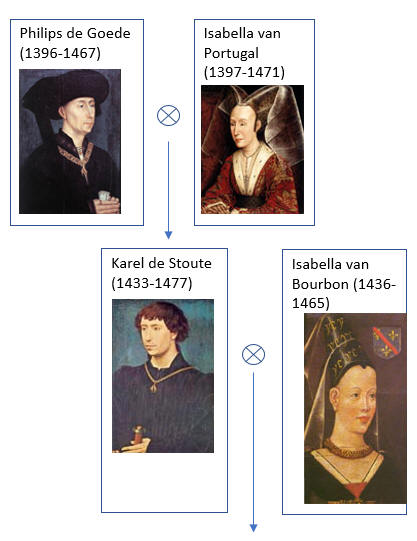 Philips de Goede
(1396-1467)
Isabella van
Portugal
(1397-1471)
Karel de Stoute
(1433-1477)
Isabella van
Bourbon (1436-
1465)